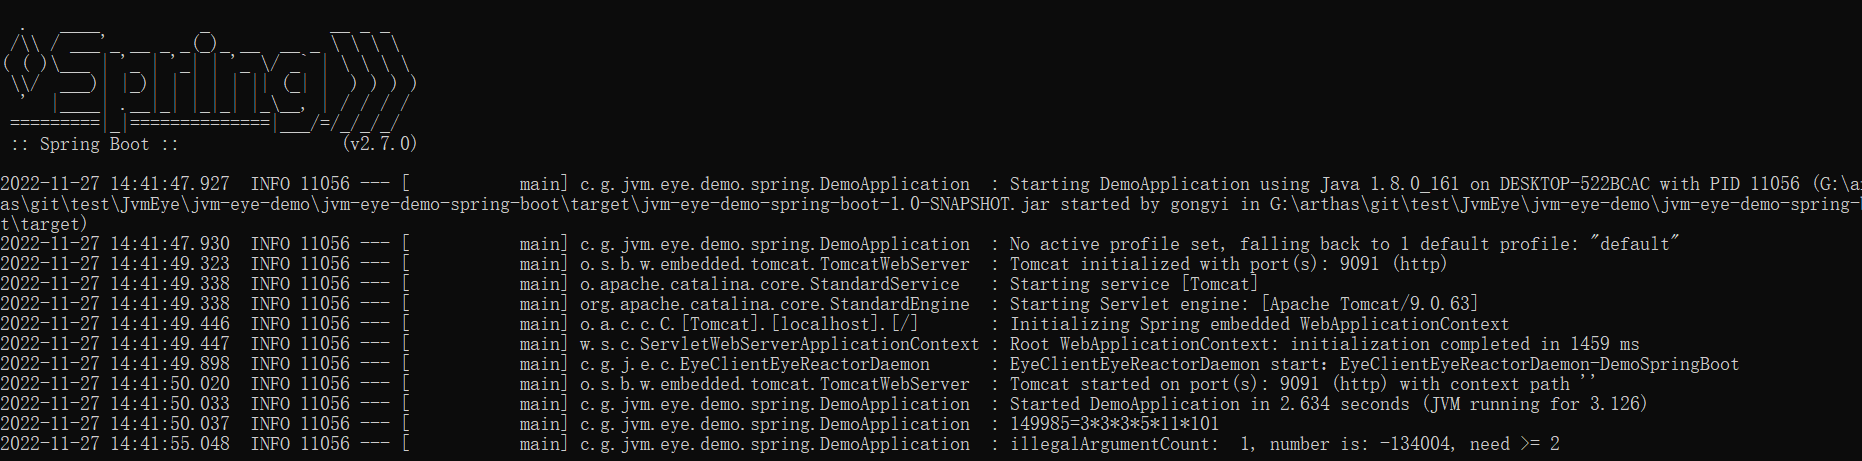 .   ____          _            __ _ _
 /\\ / ___'_ __ _ _(_)_ __  __ _ \ \ \ \
( ( )\___ | '_ | '_| | '_ \/ _` | \ \ \ \
 \\/  ___)| |_)| | | | | || (_| |  ) ) ) )
  '  |____| .__|_| |_|_| |_\__, | / / / /
 =========|_|==============|___/=/_/_/_/
 :: Spring Boot ::                (v2.7.0)
2022-11-27 14:41:47.927  INFO 11056 --- [           main] c.g.jvm.eye.demo.spring.DemoApplication  : Starting DemoApplication using Java 1.8.0_161 on DESKTOP-522BCAC with PID 11056 (G:\ar
as\git\test\JvmEye\jvm-eye-demo\jvm-eye-demo-spring-boot\target\jvm-eye-demo-spring-boot-1.0-SNAPSHOT.jar started by gongyi in G:\arthas\git\test\JvmEye\jvm-eye-demo\jvm-eye-demo-spring-b
t\target)
2022-11-27 14:41:47.930  INFO 11056 --- [           main] c.g.jvm.eye.demo.spring.DemoApplication  : No active profile set, falling back to 1 default profile: "default"
2022-11-27 14:41:49.323  INFO 11056 --- [           main] o.s.b.w.embedded.tomcat.TomcatWebServer  : Tomcat initialized with port(s): 9091 (http)
2022-11-27 14:41:49.338  INFO 11056 --- [           main] o.apache.catalina.core.StandardService   : Starting service [Tomcat]
2022-11-27 14:41:49.338  INFO 11056 --- [           main] org.apache.catalina.core.StandardEngine  : Starting Servlet engine: [Apache Tomcat/9.0.63]
2022-11-27 14:41:49.446  INFO 11056 --- [           main] o.a.c.c.C.[Tomcat].[localhost].[/]       : Initializing Spring embedded WebApplicationContext
2022-11-27 14:41:49.447  INFO 11056 --- [           main] w.s.c.ServletWebServerApplicationContext : Root WebApplicationContext: initialization completed in 1459 ms
2022-11-27 14:41:49.898  INFO 11056 --- [           main] c.g.j.e.c.EyeClientEyeReactorDaemon      : EyeClientEyeReactorDaemon start：EyeClientEyeReactorDaemon-DemoSpringBoot
2022-11-27 14:41:50.020  INFO 11056 --- [           main] o.s.b.w.embedded.tomcat.TomcatWebServer  : Tomcat started on port(s): 9091 (http) with context path ''
2022-11-27 14:41:50.033  INFO 11056 --- [           main] c.g.jvm.eye.demo.spring.DemoApplication  : Started DemoApplication in 2.634 seconds (JVM running for 3.126)
2022-11-27 14:41:50.037  INFO 11056 --- [           main] c.g.jvm.eye.demo.spring.DemoApplication  : 149985=3*3*3*5*11*101
2022-11-27 14:41:55.048  INFO 11056 --- [           main] c.g.jvm.eye.demo.spring.DemoApplication  : illegalArgumentCount:  1, number is: -134004, need >= 2